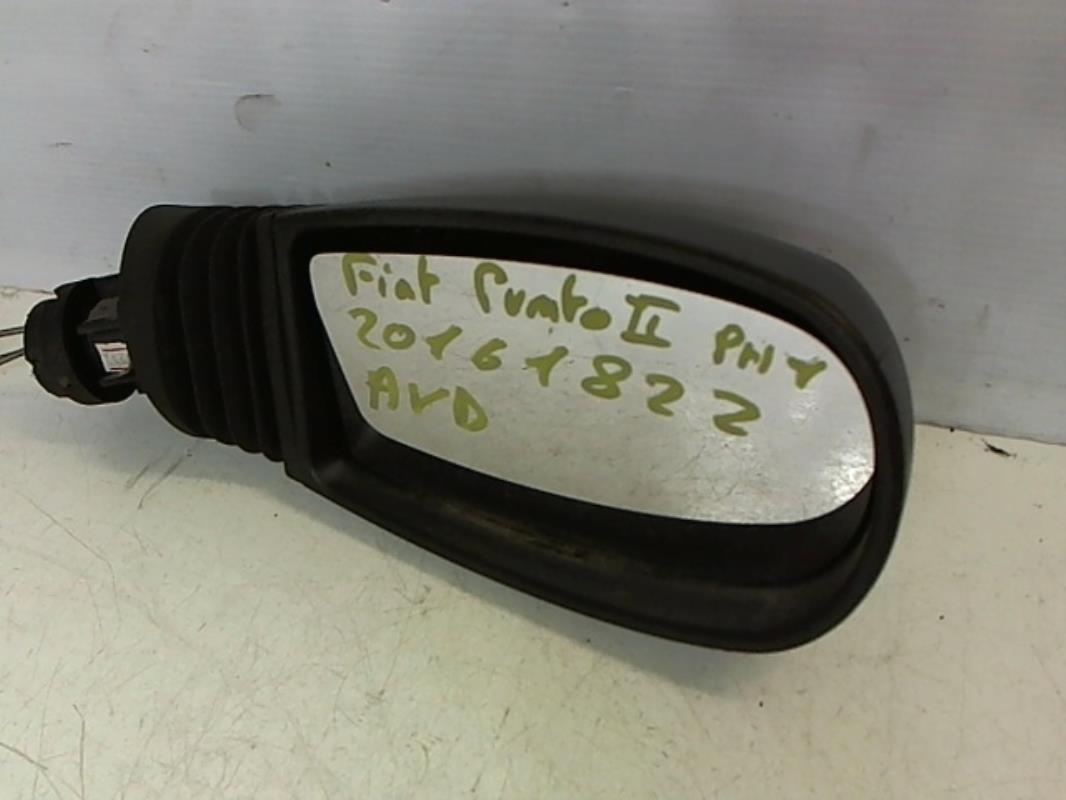 Fiat Punto II PH1
20161822
AVD